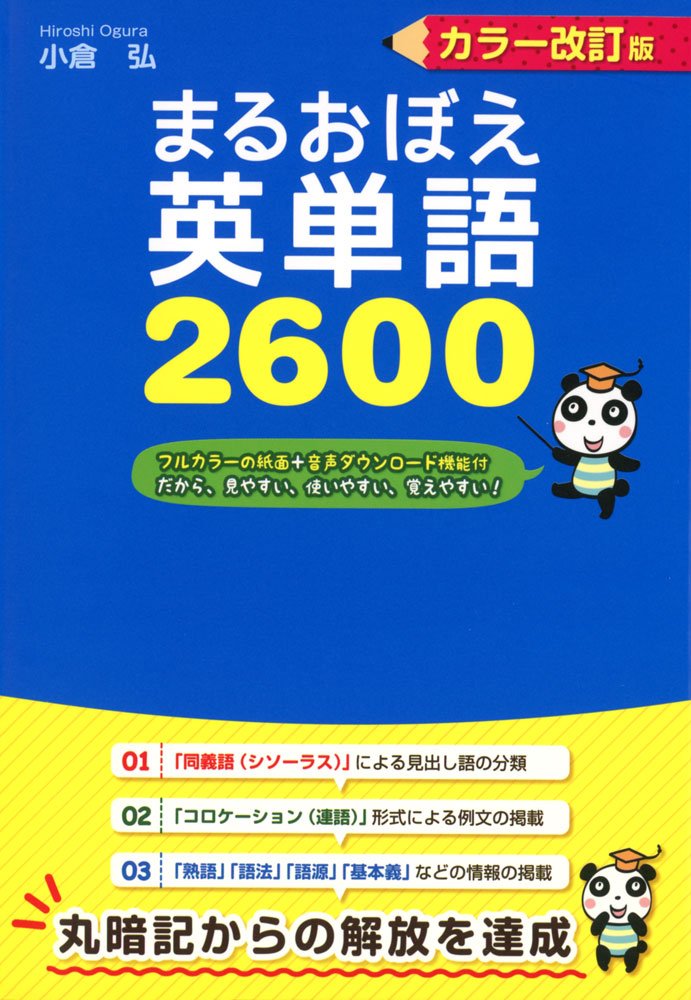 Hiroshi Ogura
小倉 弘
カラー改訂版
まるおぼえ
英単語
2600
フルカラーの紙面+音声ダウンロード機能付
だから、見やすい、使いやすい、覚えやすい!
01 「同義語(シソーラス)」による見出し語の分類
02 「コロケーション(連語)」形式による例文の掲載
03 「熟語」「語法」「語源」「基本義」などの情報の掲載
丸暗記からの解放を達成